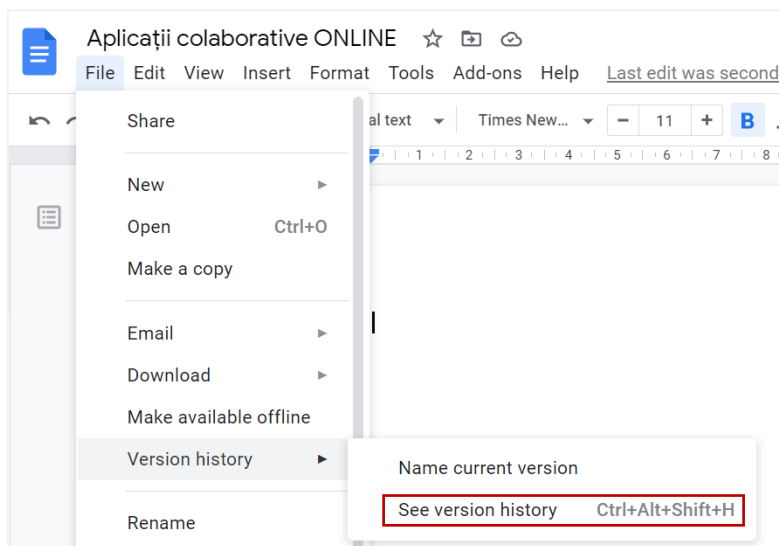 Aplicații colaborative ONLINE
File Edit View Insert Format Tools Add-ons Help Last edit was second
Share
al text Times New... − 11 + B
1 2 3 4 5 6 7 8
New
Open Ctrl+O
Make a copy
Email
Download
Make available offline
Version history
Name current version
See version history Ctrl+Alt+Shift+H
Rename